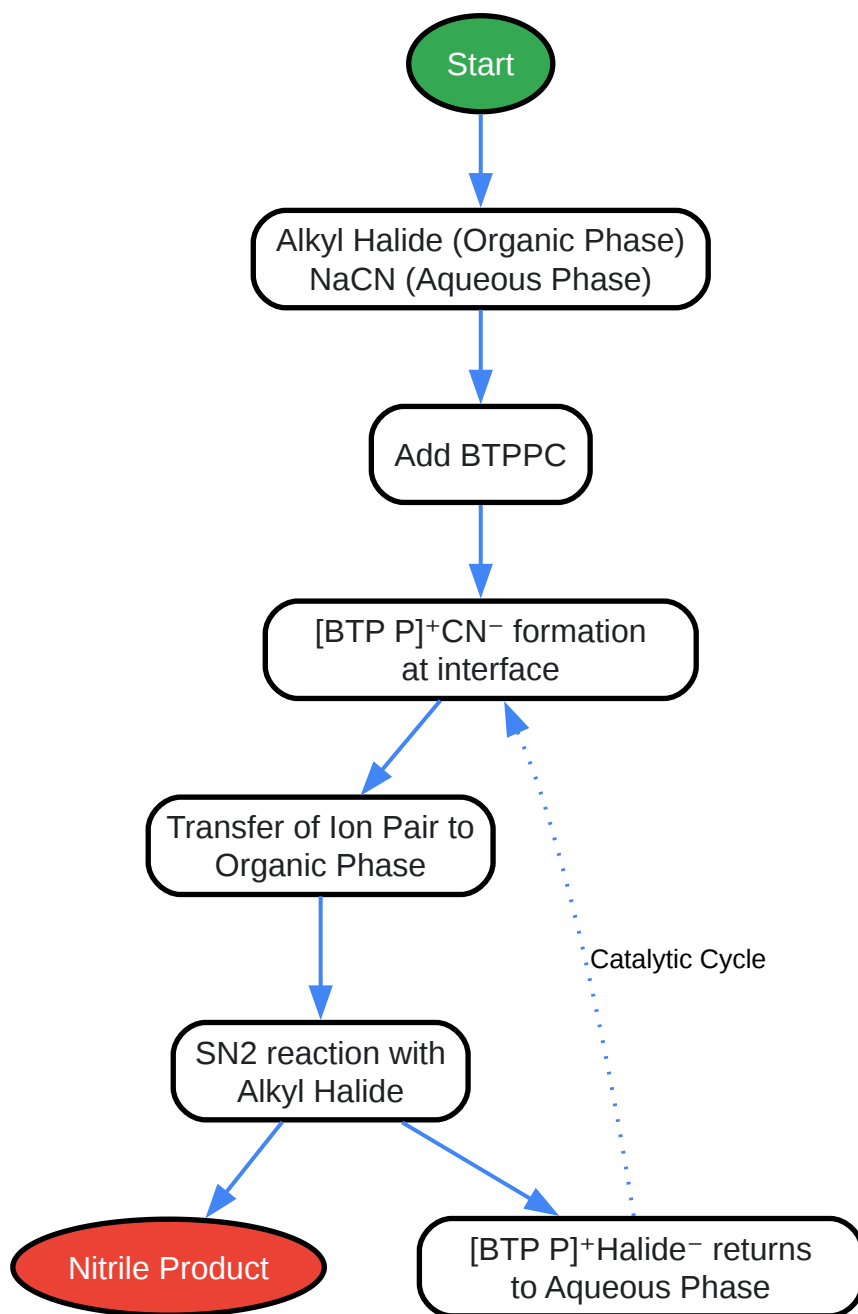 Start
Alkyl Halide (Organic Phase)
NaCN (Aqueous Phase)
Add BTPPC
[BTP P]⁺CN⁻ formation
at interface
Transfer of Ion Pair to
Organic Phase
Catalytic Cycle
SN2 reaction with
Alkyl Halide
Nitrile Product
[BTP P]⁺Halide⁻ returns
to Aqueous Phase